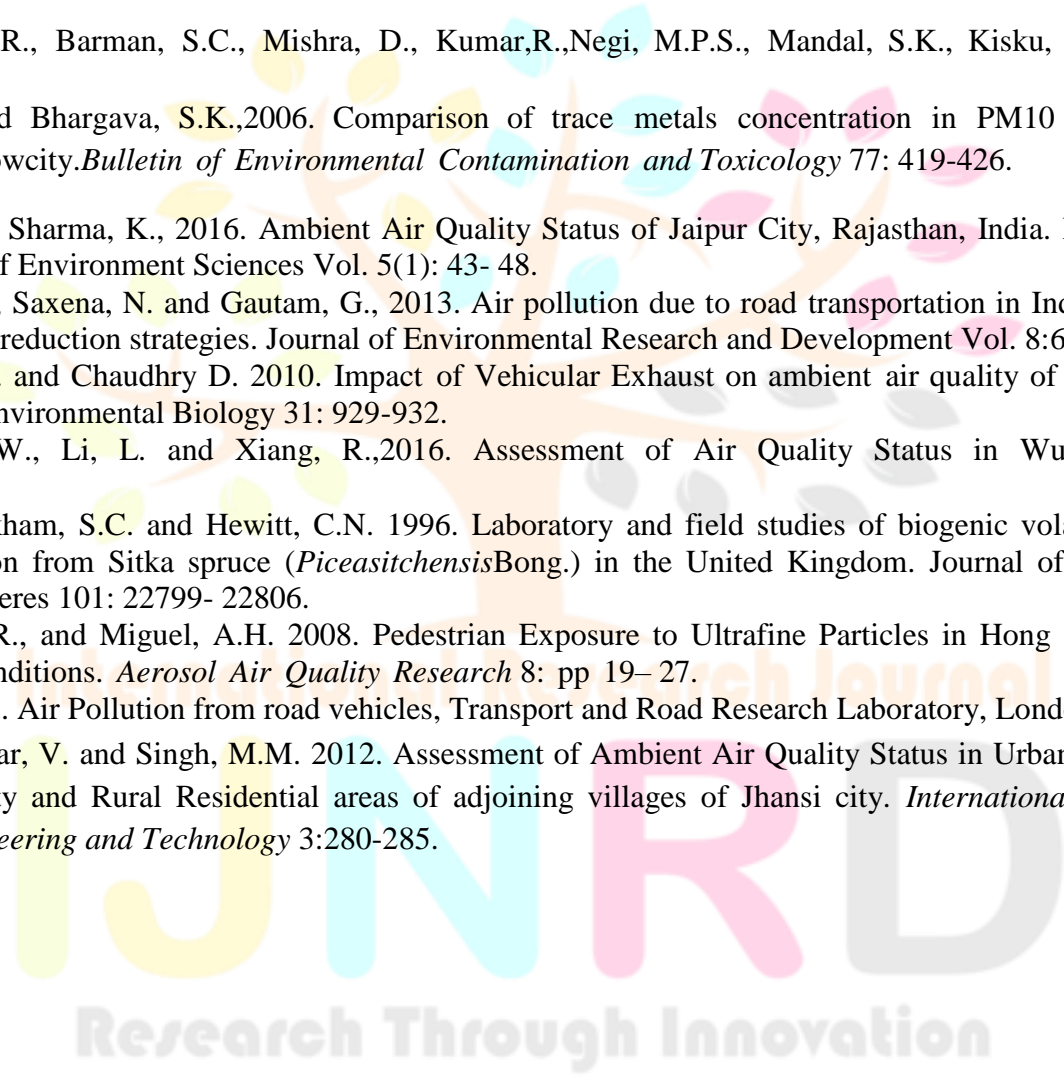 R., Barman, S.C., Mishra, D., Kumar,R.,Negi, M.P.S., Mandal, S.K., Kisku,
d Bhargava, S.K.,2006. Comparison of trace metals concentration in PM10
owcity.Bulletin of Environmental Contamination and Toxicology 77: 419-426.
Sharma, K., 2016. Ambient Air Quality Status of Jaipur City, Rajasthan, India.
f Environment Sciences Vol. 5(1): 43- 48.
Saxena, N. and Gautam, G., 2013. Air pollution due to road transportation in Ind
reduction strategies. Journal of Environmental Research and Development Vol. 8:6
. and Chaudhry D. 2010. Impact of Vehicular Exhaust on ambient air quality of
nvironmental Biology 31: 929-932.
W., Li, L. and Xiang, R.,2016. Assessment of Air Quality Status in Wu
tham, S.C. and Hewitt, C.N. 1996. Laboratory and field studies of biogenic vola
on from Sitka spruce (PiceasitchensisBong.) in the United Kingdom. Journal of
eres 101: 22799- 22806.
R., and Miguel, A.H. 2008. Pedestrian Exposure to Ultrafine Particles in Hong
nditions. Aerosol Air Quality Research 8: pp 19– 27.
International Research Journal
. Air Pollution from road vehicles, Transport and Road Research Laboratory, Lond
ar, V. and Singh, M.M. 2012. Assessment of Ambient Air Quality Status in Urban
ty and Rural Residential areas of adjoining villages of Jhansi city. Internationa
eering and Technology 3:280-285.
IJNRD
Research Through Innovation